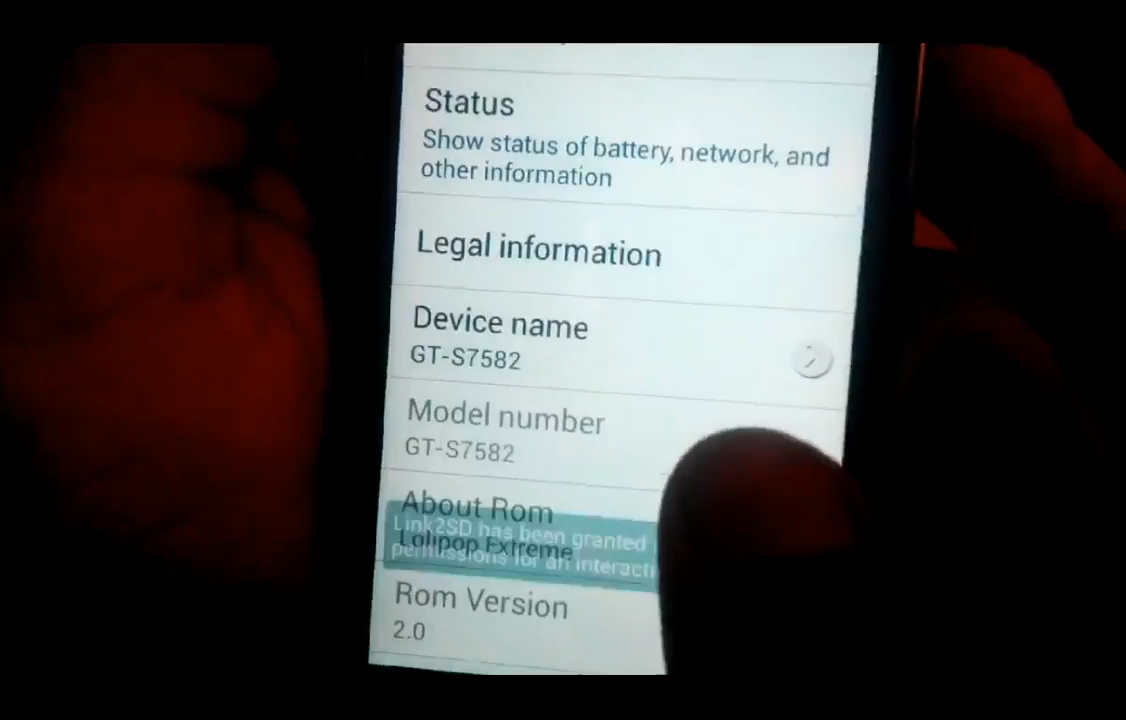 Status
Show status of battery, network, and
other information
Legal information
Device name
GT-S7582
Model number
GT-S7582
About Rom
Link2SD has been granted
Lolipop Extreme
permissions for an interacti
Rom Version
2.0